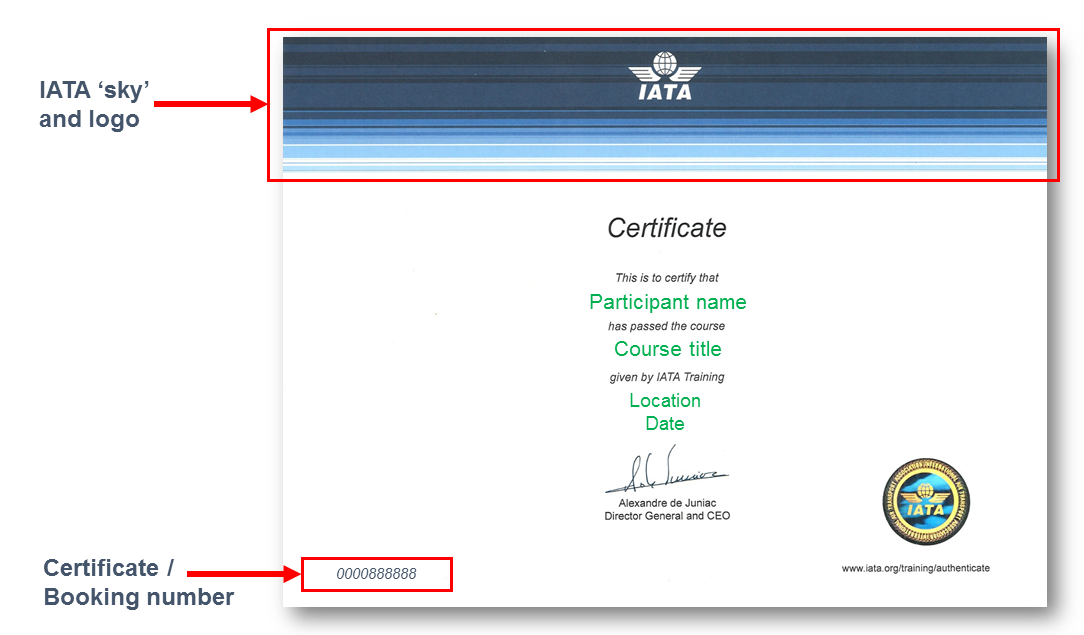 IATA ‘sky’
and logo
IATA
Certificate
This is to certify that
Participant name
has passed the course
Course title
given by IATA Training
Location
Date
Alexandre de Juniac
Director General and CEO
IATA
www.iata.org/training/authenticate
Certificate /
Booking number
0000888888